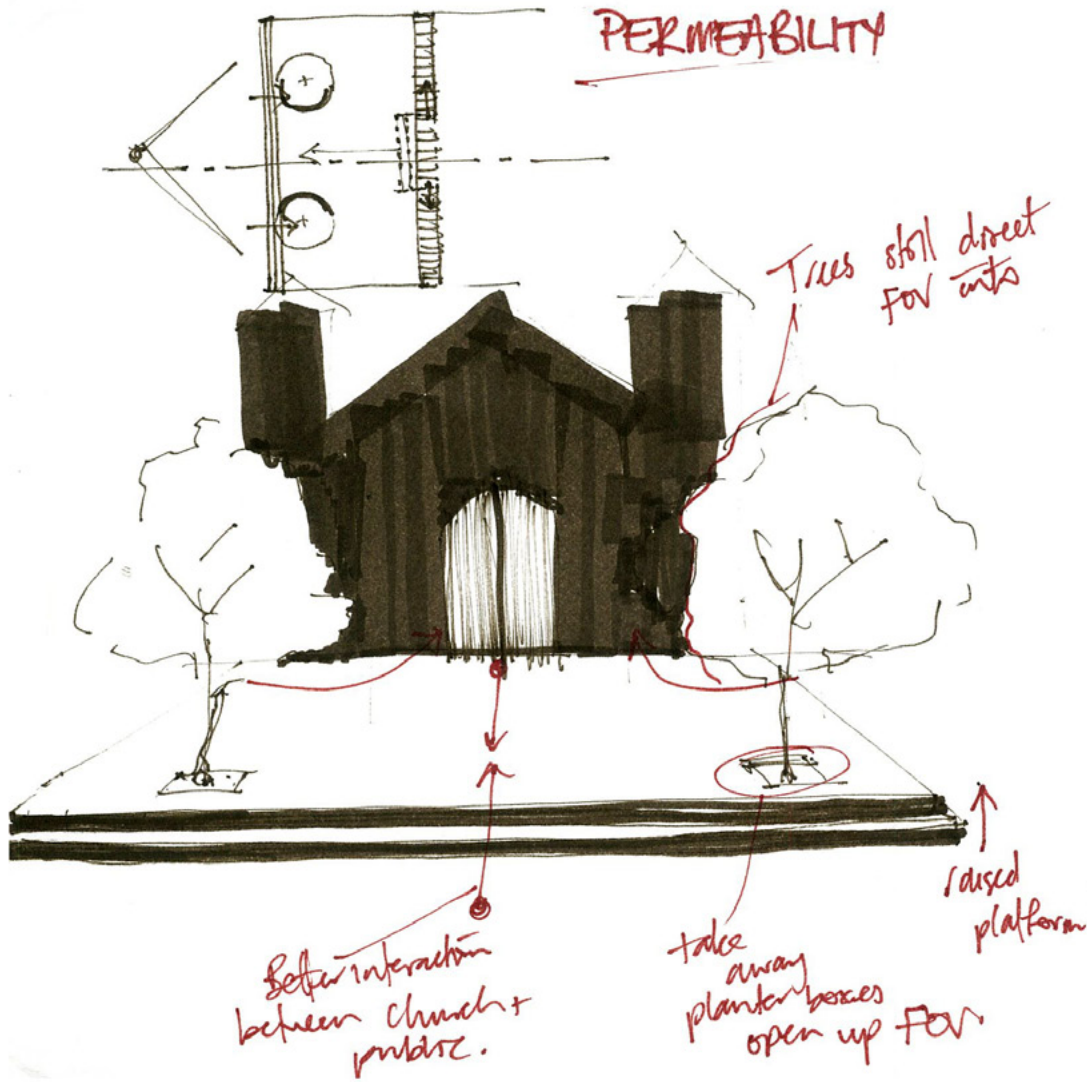 PERMEABILITY
Trees still direct
FOV into
raised
platform
Better interaction
between church +
public.
take
away
planter boxes
open up FOV